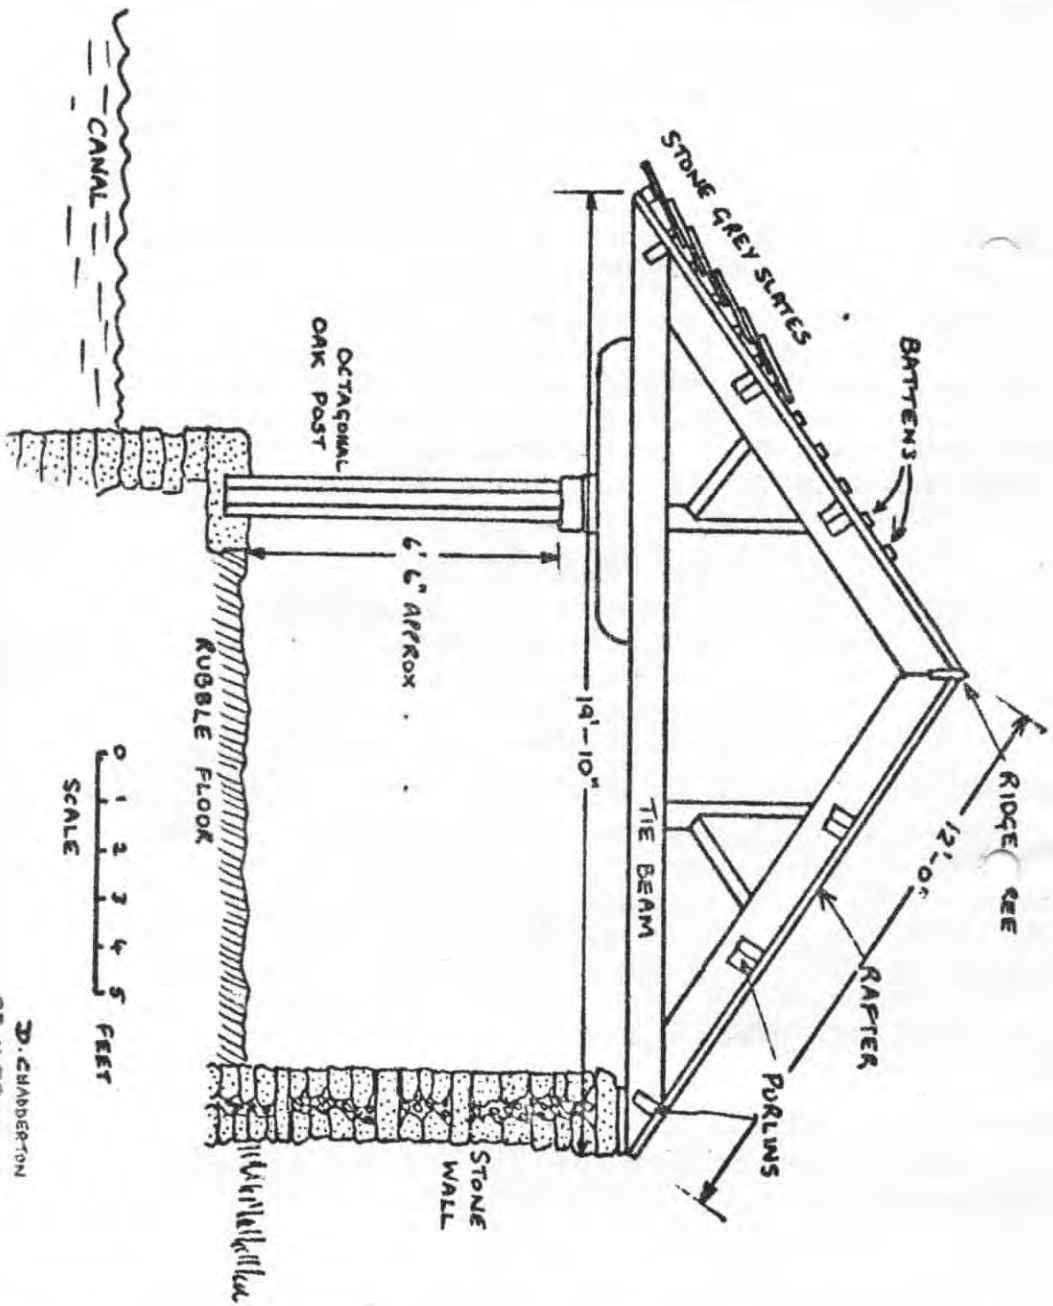 BATTENS
STONE GREY SLATES
RIDGE REE
12'-0"
RAFTER
PURLINS
TIE BEAM
19'-10"
OCTAGONAL
OAK POST
6' 6" APPROX
STONE
WALL
CANAL
RUBBLE FLOOR
0 1 2 3 4 5 FEET
SCALE
D. CHADDERTON